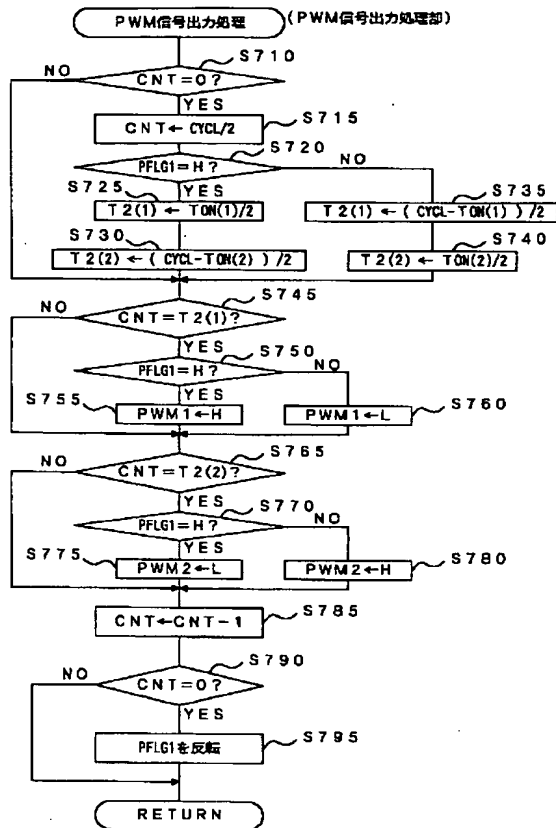 PWM信号出力処理
(PWM信号出力処理部)
S710
NO
CNT=0?
YES
S715
CNT←CYCL/2
S720
PFLG1=H?
NO
S725
YES
S735
T2(1)←TON(1)/2
T2(1)←(CYCL-TON(1))/2
S730
S740
T2(2)←(CYCL-TON(2))/2
T2(2)←TON(2)/2
S745
CNT=T2(1)?
NO
YES
S750
PFLG1=H?
NO
S755
YES
S760
PWM1←H
PWM1←L
S765
NO
CNT=T2(2)?
YES
S770
PFLG1=H?
NO
S775
YES
S780
PWM2←L
PWM2←H
S785
CNT←CNT-1
S790
NO
CNT=0?
YES
S795
PFLG1を反転
RETURN